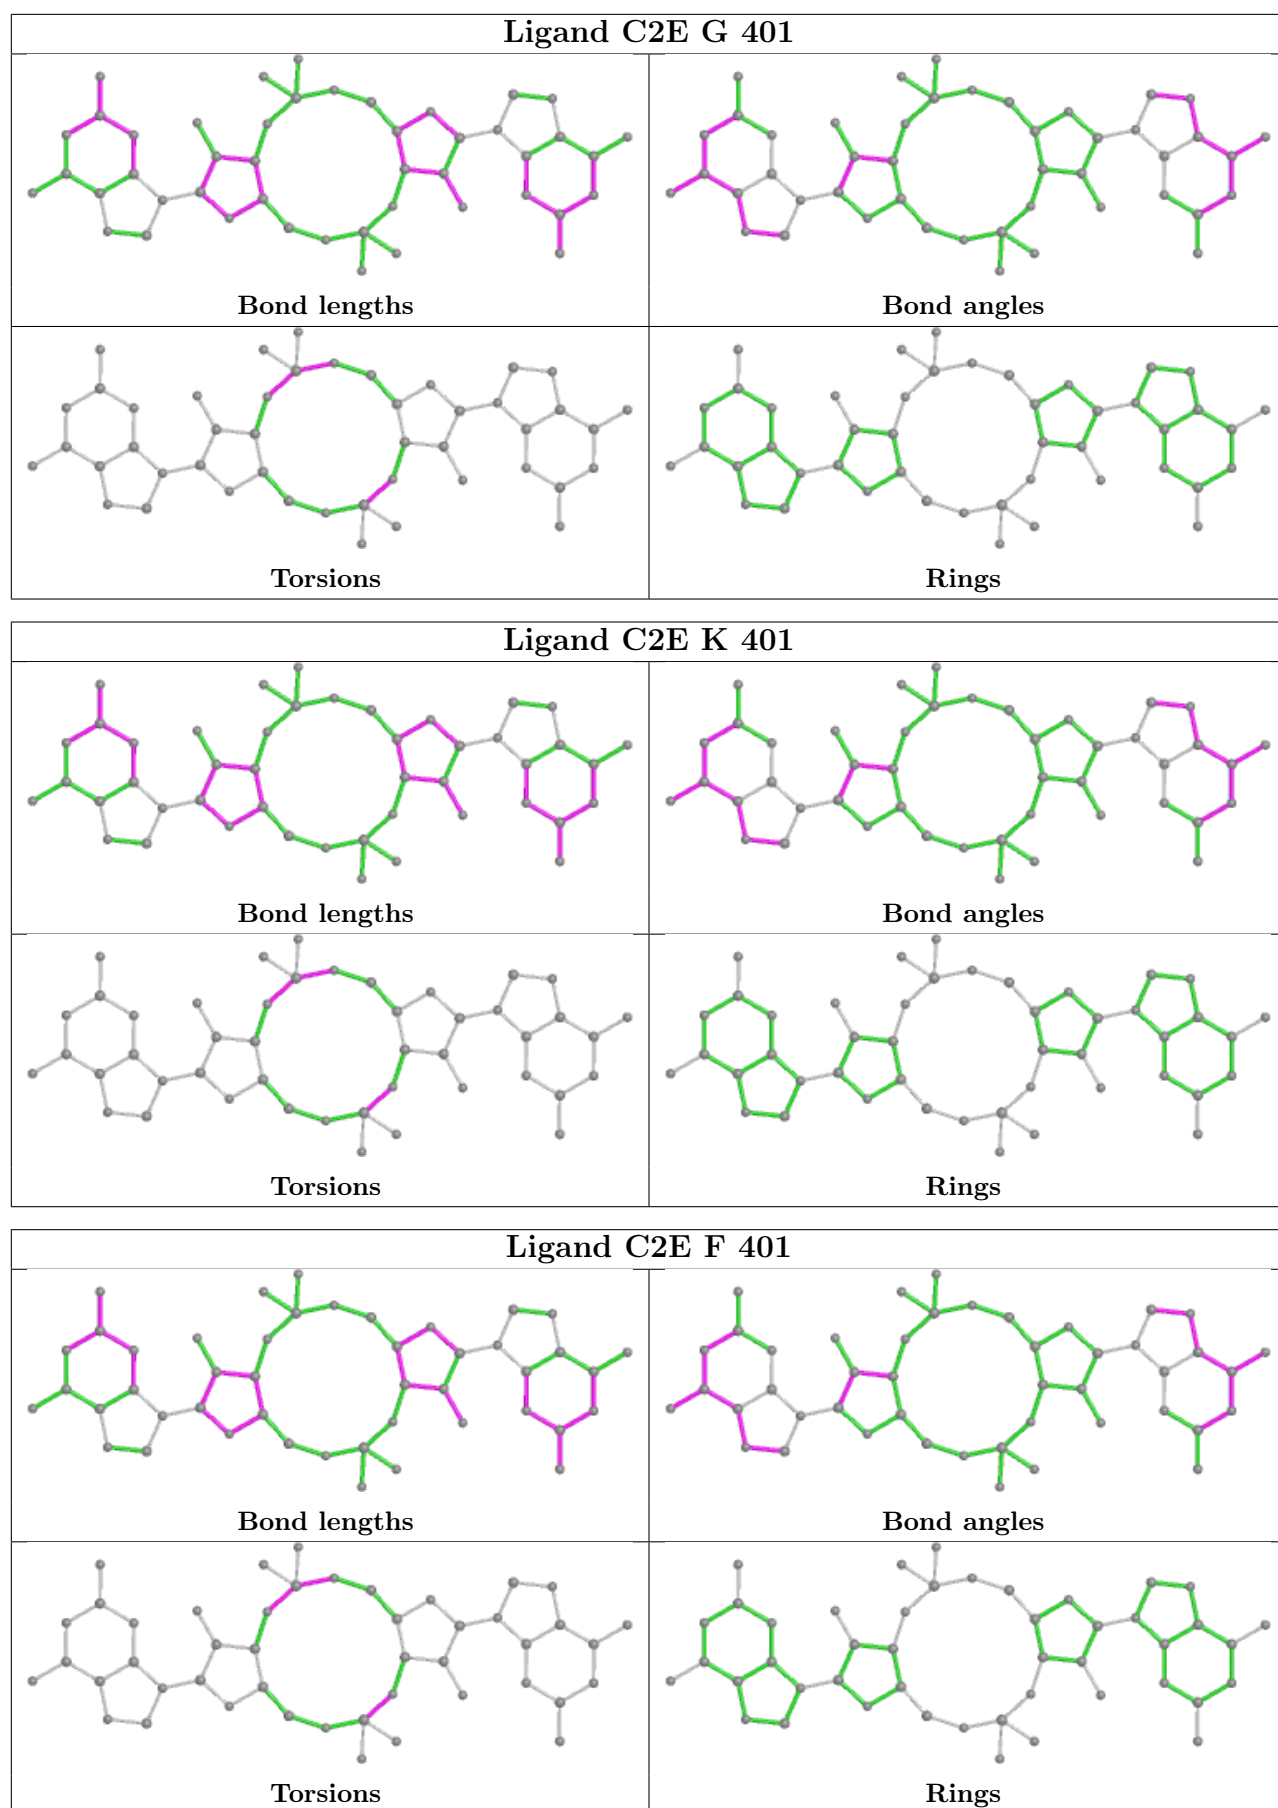 Ligand C2E G 401
Bond lengths
Bond angles
Torsions
Rings
Ligand C2E K 401
Bond lengths
Bond angles
Torsions
Rings
Ligand C2E F 401
Bond lengths
Bond angles
Torsions
Rings